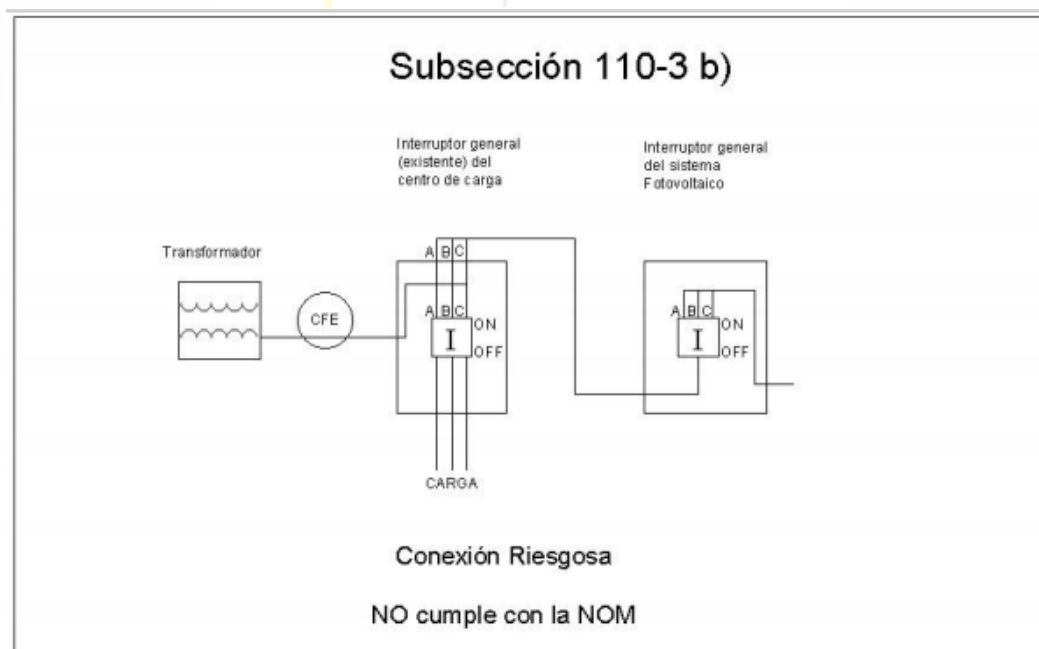 Subsección 110-3 b)
Interruptor general
(existente) del
centro de carga
Interruptor general
del sistema
Fotovoltaico
Transformador
A B C
CFE
A B C
I
ON
OFF
A B C
I
ON
OFF
CARGA
Conexión Riesgosa
NO cumple con la NOM